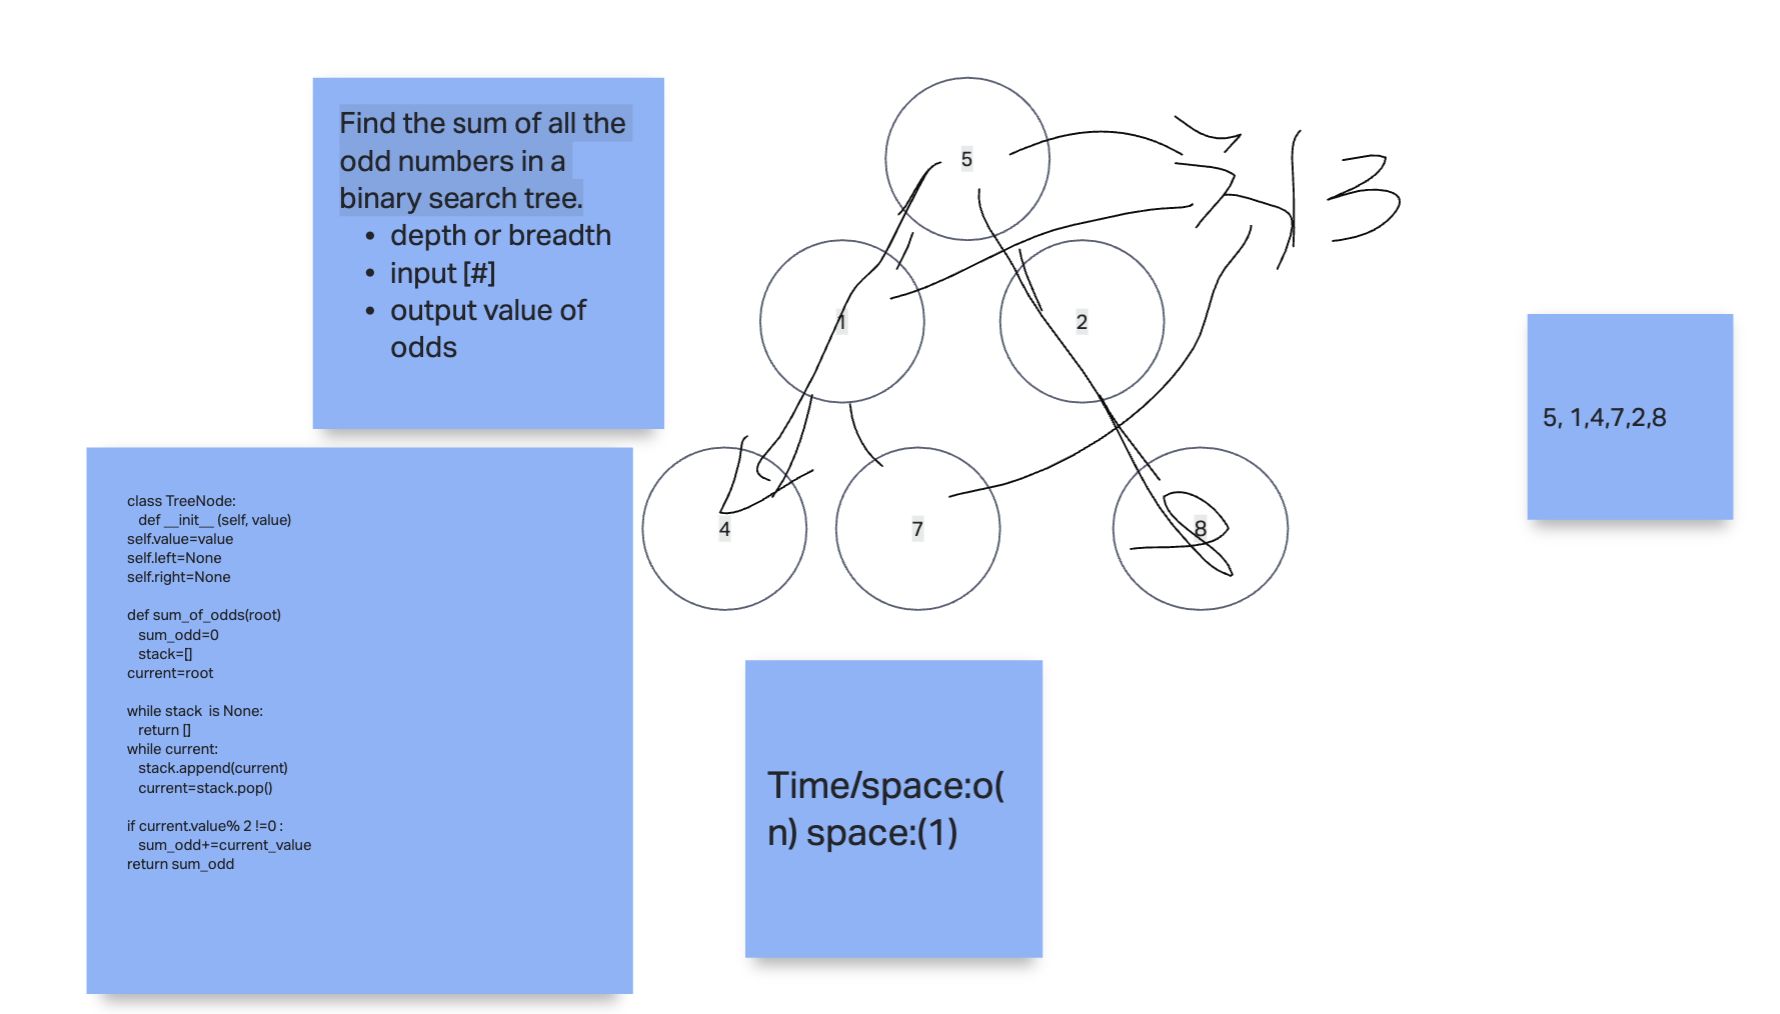 Find the sum of all the
odd numbers in a
binary search tree.
• depth or breadth
• input [#]
• output value of
odds
5
1
2
4
7
8
13
5, 1,4,7,2,8
class TreeNode:
def __init__ (self, value)
self.value=value
self.left=None
self.right=None
def sum_of_odds(root)
sum_odd=0
stack=[]
current=root
while stack  is None:
return []
while current:
stack.append(current)
current=stack.pop()
if current.value% 2 !=0 :
sum_odd+=current_value
return sum_odd
Time/space:o(
n) space:(1)